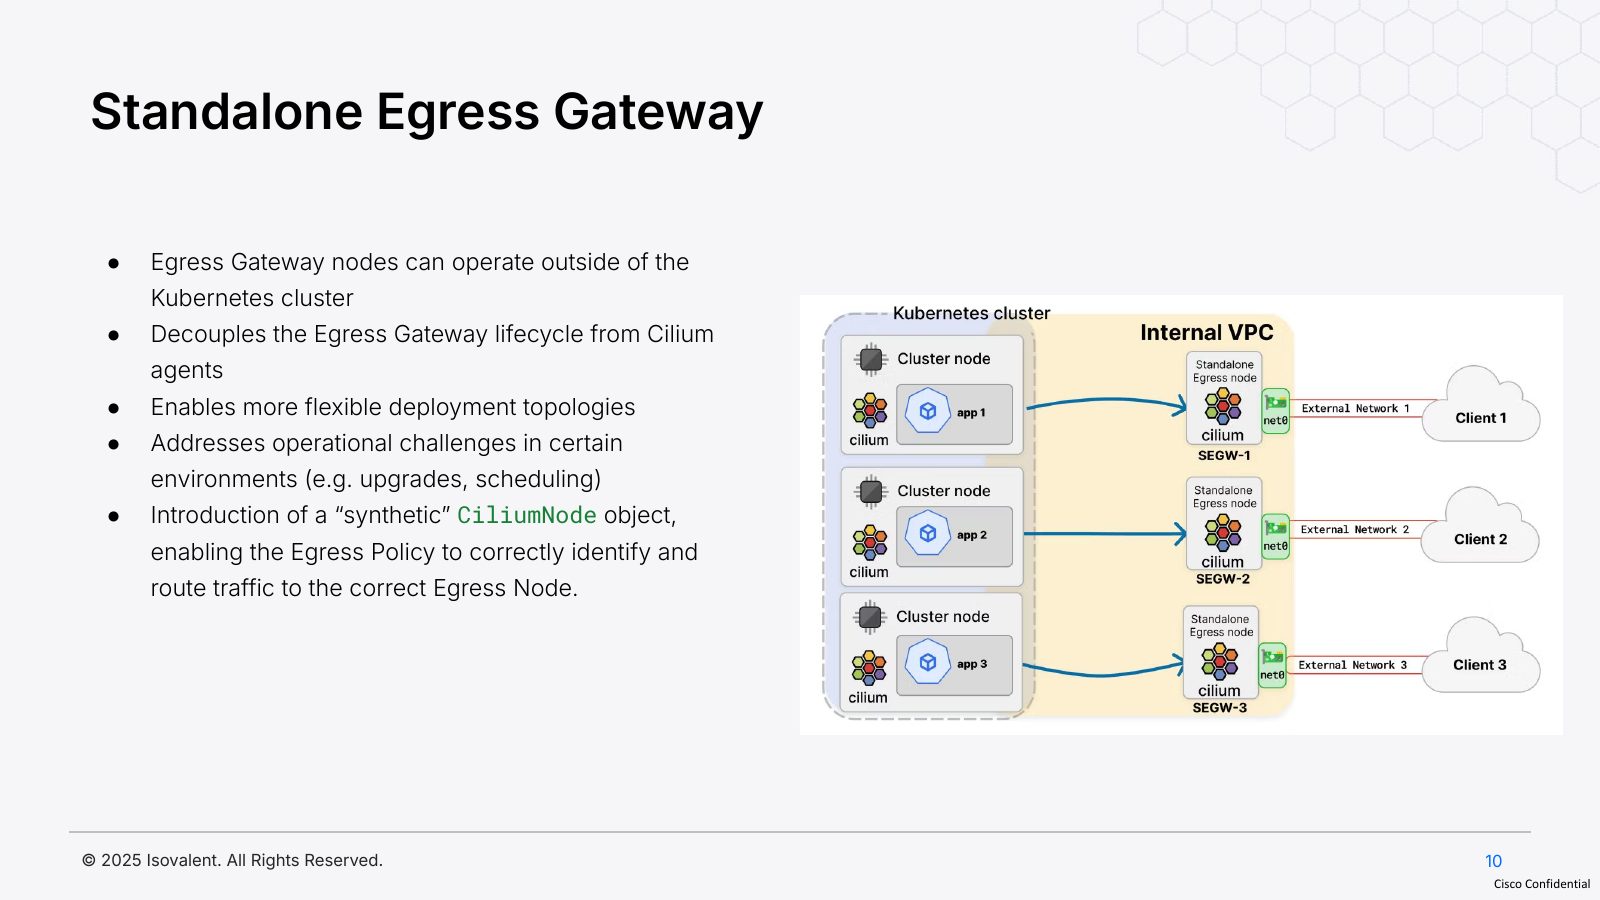 Standalone Egress Gateway
● Egress Gateway nodes can operate outside of the
Kubernetes cluster
● Decouples the Egress Gateway lifecycle from Cilium
agents
● Enables more flexible deployment topologies
● Addresses operational challenges in certain
environments (e.g. upgrades, scheduling)
● Introduction of a “synthetic” CiliumNode object,
enabling the Egress Policy to correctly identify and
route traffic to the correct Egress Node.
Kubernetes cluster
Internal VPC
Cluster node
cilium
app 1
Standalone
Egress node
cilium
net0
SEGW-1
External Network 1
Client 1
Cluster node
cilium
app 2
Standalone
Egress node
cilium
net0
SEGW-2
External Network 2
Client 2
Cluster node
cilium
app 3
Standalone
Egress node
cilium
net0
SEGW-3
External Network 3
Client 3
© 2025 Isovalent. All Rights Reserved.
10
Cisco Confidential